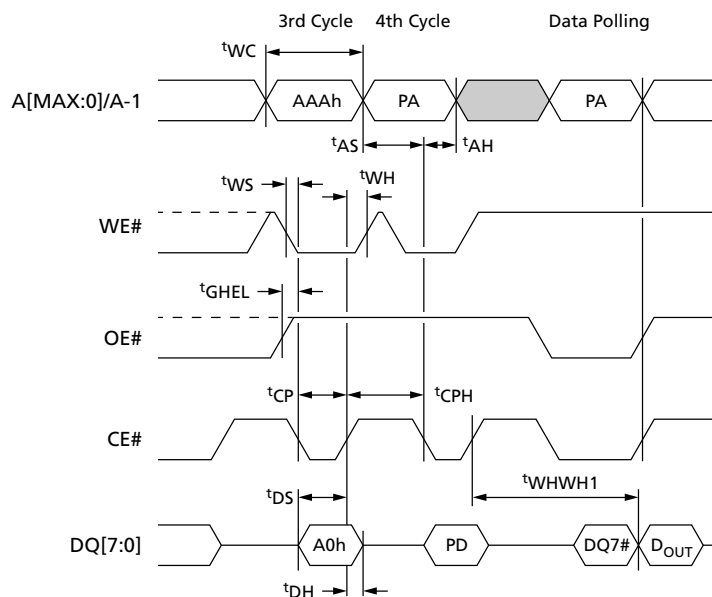 3rd Cycle 4th Cycle Data Polling
tWC
A[MAX:0]/A-1 AAAh PA PA
tAS tAH
tWS tWH
WE#
tGHEL
OE#
tCP tCPH
CE#
tWHWH1
tDS
DQ[7:0] A0h PD DQ7# DOUT
tDH